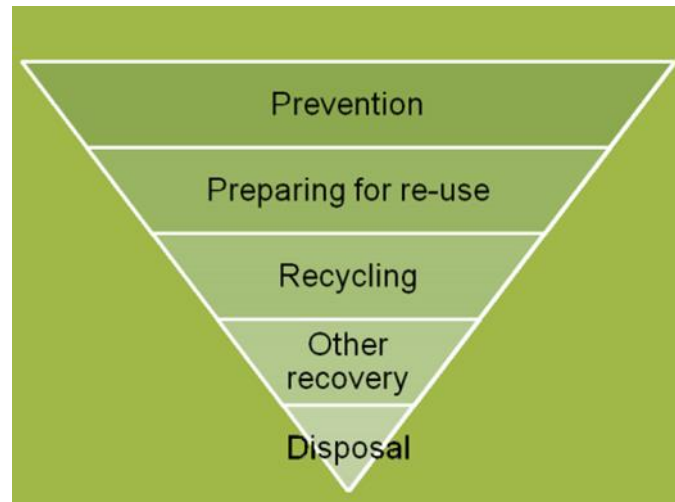 Prevention
Preparing for re-use
Recycling
Other
recovery
Disposal